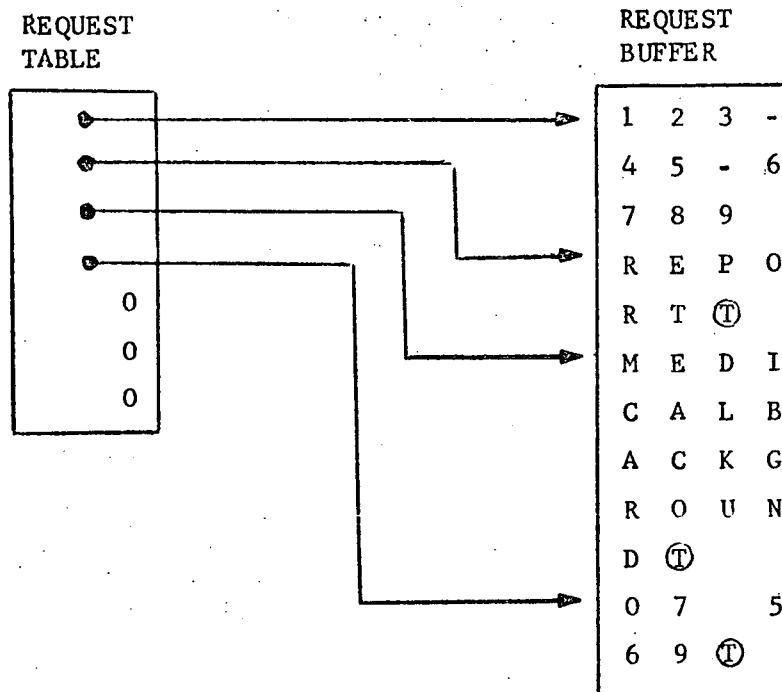 REQUEST
TABLE
0
0
0
REQUEST
BUFFER
1 2 3 -
4 5 - 6
7 8 9
R E P O
R T Ⓣ
M E D I
C A L B
A C K G
R O U N
D Ⓣ
0 7 5
6 9 Ⓣ